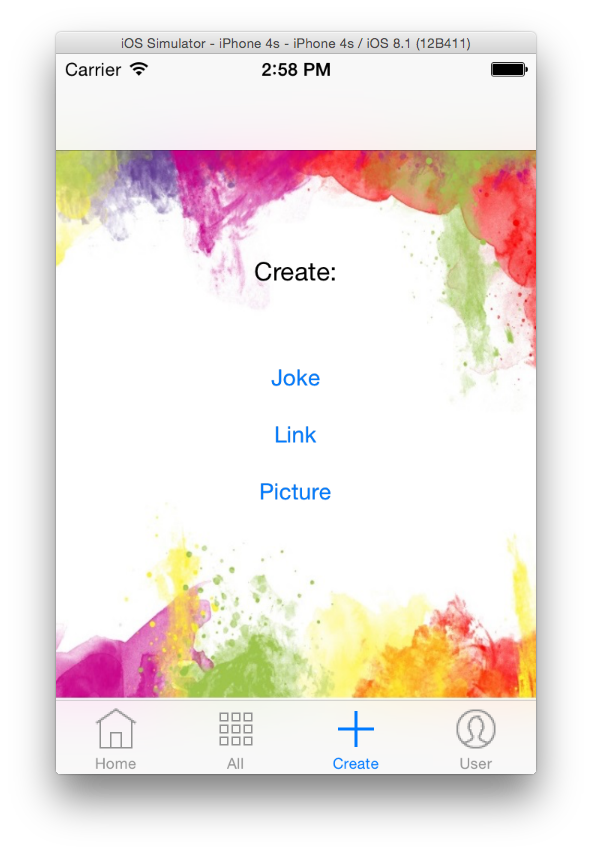 iOS Simulator - iPhone 4s - iPhone 4s / iOS 8.1 (12B411)
Carrier 2:58 PM
Create:
Joke
Link
Picture
Home All Create User